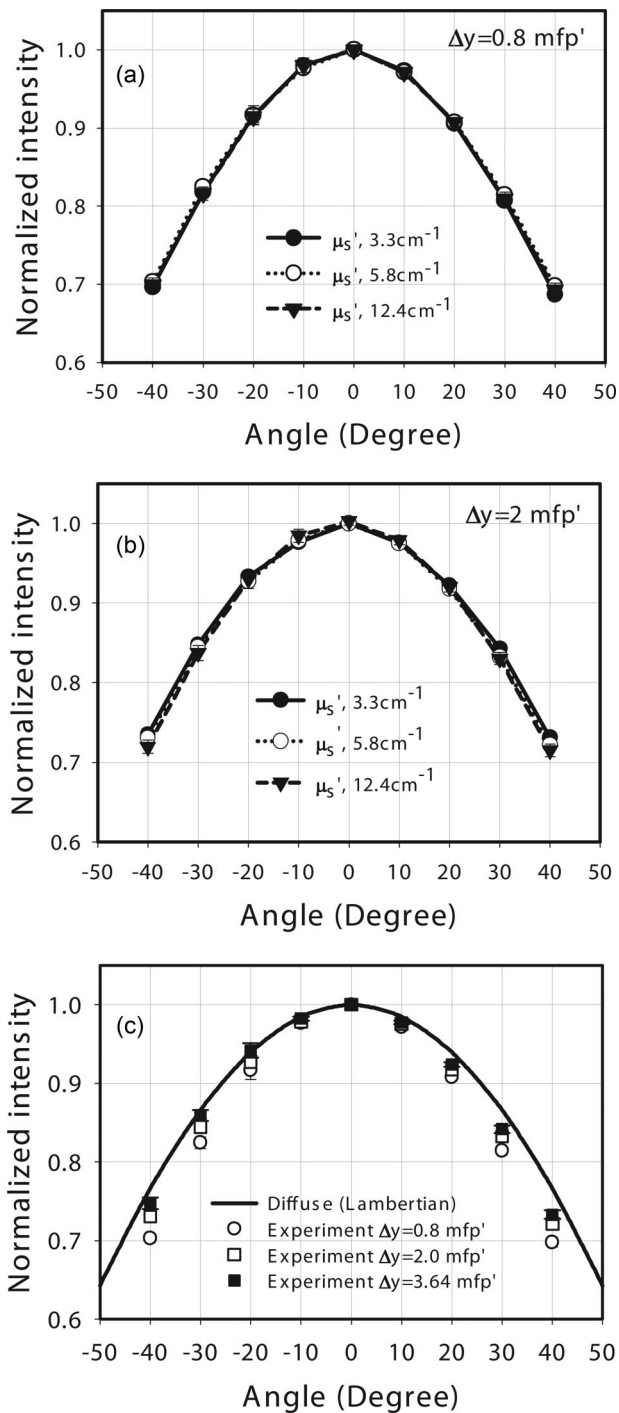 (a)
Δy=0.8 mfp'
Normalized intensity
1.0
0.9
0.8
0.7
0.6
μs', 3.3cm⁻¹
μs', 5.8cm⁻¹
μs', 12.4cm⁻¹
-50 -40 -30 -20 -10 0 10 20 30 40 50
Angle (Degree)
(b)
Δy=2 mfp'
Normalized intensity
1.0
0.9
0.8
0.7
0.6
μs', 3.3cm⁻¹
μs', 5.8cm⁻¹
μs', 12.4cm⁻¹
-50 -40 -30 -20 -10 0 10 20 30 40 50
Angle (Degree)
(c)
Normalized intensity
1.0
0.9
0.8
0.7
0.6
Diffuse (Lambertian)
Experiment Δy=0.8 mfp'
Experiment Δy=2.0 mfp'
Experiment Δy=3.64 mfp'
-50 -40 -30 -20 -10 0 10 20 30 40 50
Angle (Degree)